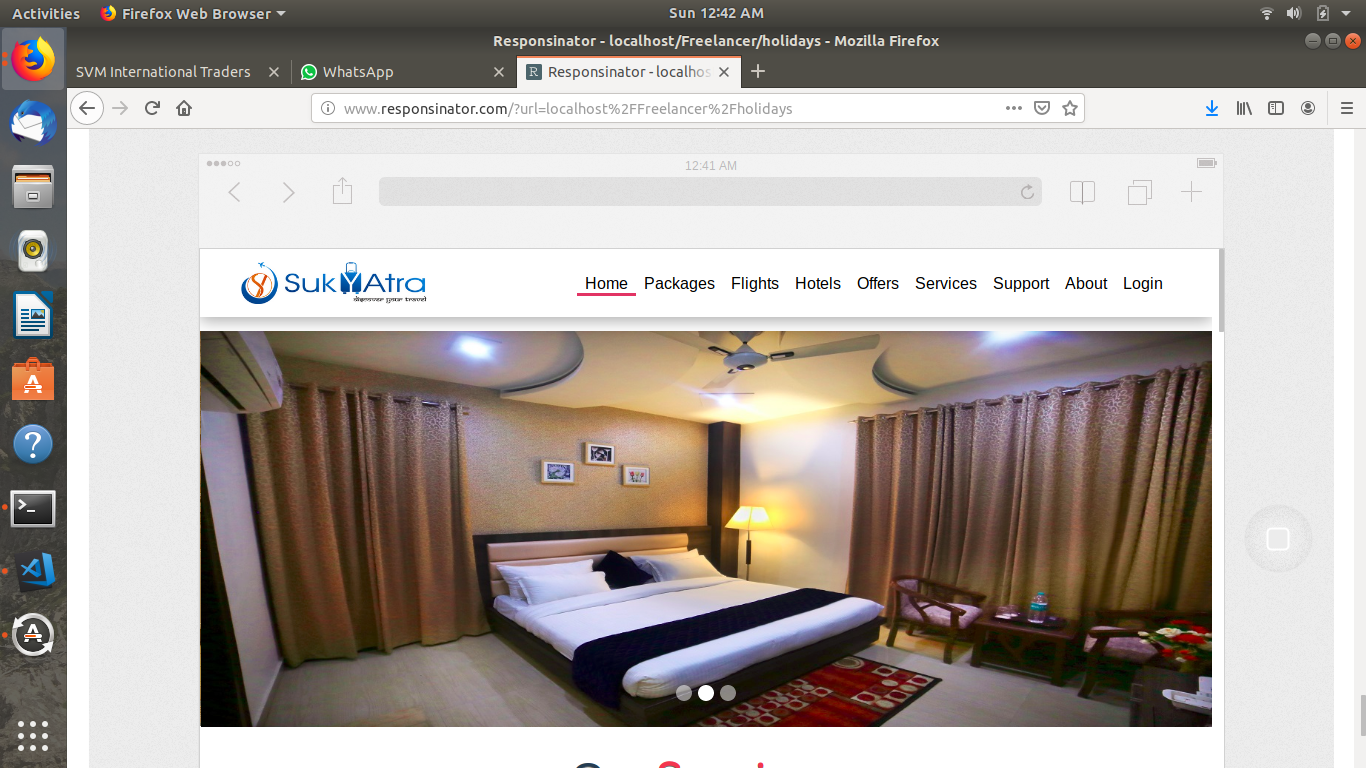 Activities Firefox Web Browser Sun 12:42 AM
Responsinator - localhost/Freelancer/holidays - Mozilla Firefox
SVM International Traders WhatsApp Responsinator - localhos
www.responsinator.com/?url=localhost%2FFreelancer%2Fholidays
12:41 AM
SukYAtra Home Packages Flights Hotels Offers Services Support About Login
discover your travel